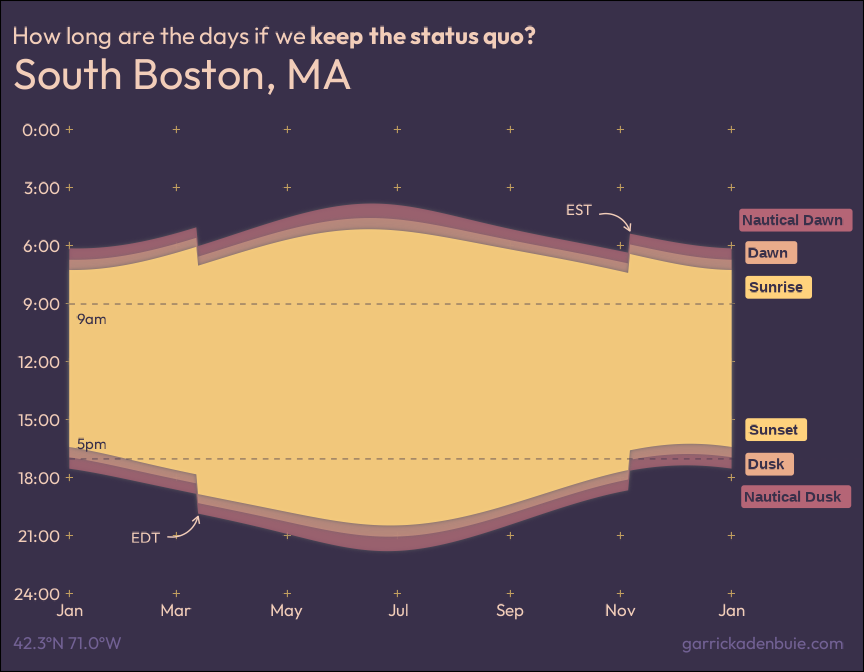 How long are the days if we keep the status quo?
South Boston, MA
0:00
3:00
EST
Nautical Dawn
6:00
Dawn
Sunrise
9:00
9am
12:00
15:00
Sunset
5pm
Dusk
18:00
Nautical Dusk
21:00
EDT
24:00
Jan Mar May Jul Sep Nov Jan
42.3°N 71.0°W
garrickadenbuie.com